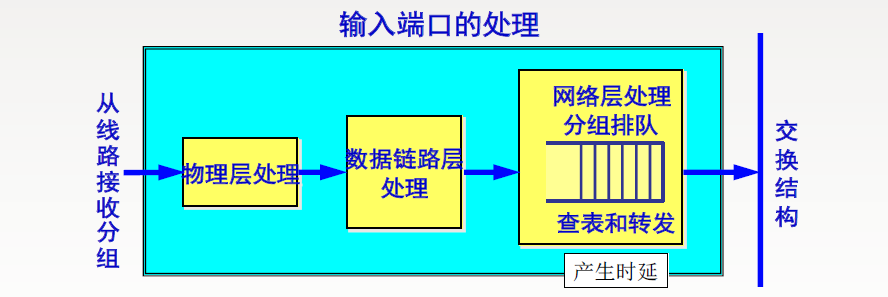 输入端口的处理
从线路接收分组
物理层处理
数据链路层
处理
网络层处理
分组排队
查表和转发
产生时延
交换结构